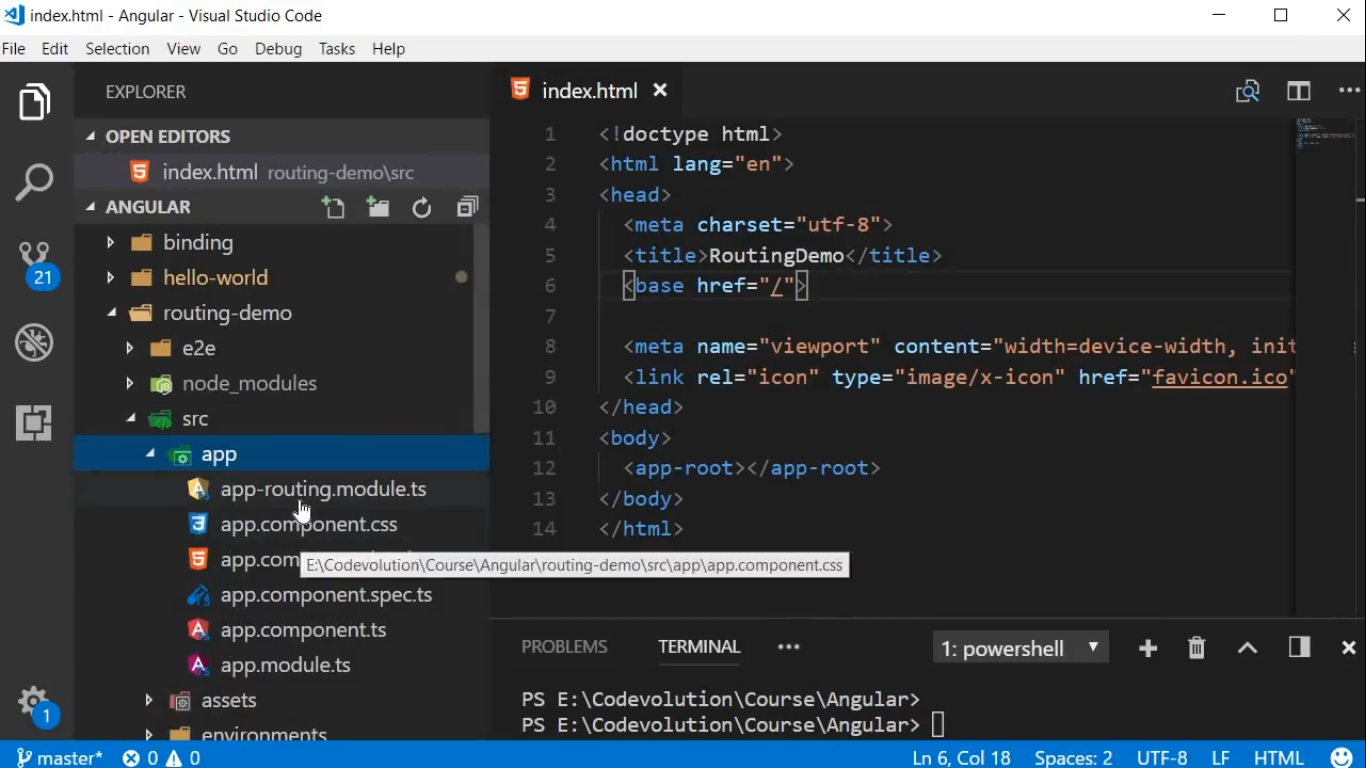 index.html - Angular - Visual Studio Code
File Edit Selection View Go Debug Tasks Help
EXPLORER
OPEN EDITORS
index.html routing-demo\src
ANGULAR
binding
hello-world
routing-demo
e2e
node_modules
src
app
app-routing.module.ts
app.component.css
app.com
app.component.spec.ts
app.component.ts
app.module.ts
assets
environments
21
1
index.html
1 <!doctype html>
2 <html lang="en">
3 <head>
4 <meta charset="utf-8">
5 <title>RoutingDemo</title>
6 <base href="/">
7
8 <meta name="viewport" content="width=device-width, init
9 <link rel="icon" type="image/x-icon" href="favicon.ico"
10 </head>
11 <body>
12 <app-root></app-root>
13 </body>
14 </html>
E:\Codevolution\Course\Angular\routing-demo\src\app\app.component.css
PROBLEMS TERMINAL ••• 1: powershell
PS E:\Codevolution\Course\Angular>
PS E:\Codevolution\Course\Angular>
master* 0 0 Ln 6, Col 18 Spaces: 2 UTF-8 LF HTML